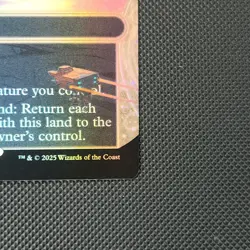 ature you control
nd: Return each
with this land to the
wner's control.
™ & © 2025 Wizards of the Coast